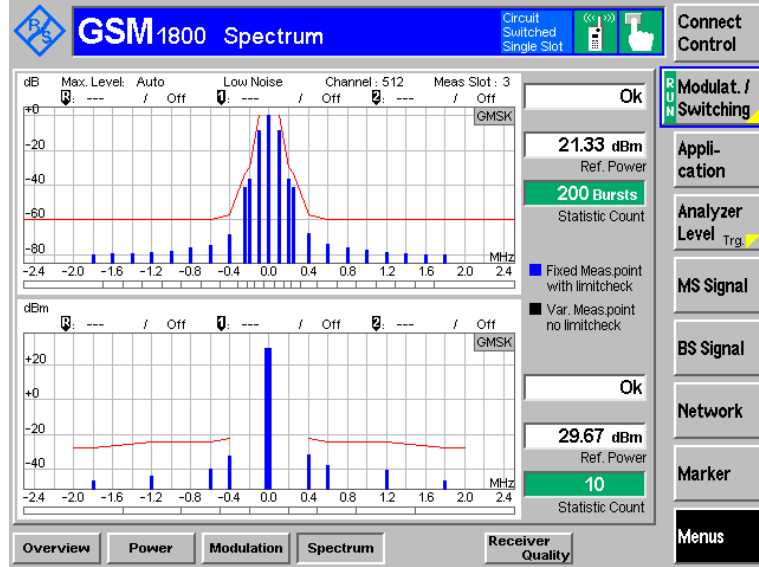 R S
GSM 1800 Spectrum
Circuit
Switched
Single Slot
Connect
Control
dB Max. Level: Auto Low Noise Channel : 512 Meas Slot : 3
R: --- / Off 1: --- / Off 2: --- / Off
GMSK
+0
-20
-40
-60
-80
MHz
-2.4 -2.0 -1.6 -1.2 -0.8 -0.4 0.0 0.4 0.8 1.2 1.6 2.0 2.4
Ok
21.33 dBm
Ref. Power
200 Bursts
Statistic Count
Fixed Meas.point
with limitcheck
Var. Meas.point
no limitcheck
dBm
R: --- / Off 1: --- / Off 2: --- / Off
GMSK
+20
+0
-20
-40
MHz
-2.4 -2.0 -1.6 -1.2 -0.8 -0.4 0.0 0.4 0.8 1.2 1.6 2.0 2.4
Ok
29.67 dBm
Ref. Power
10
Statistic Count
RUN
Modulat. /
Switching
Appli-
cation
Analyzer
Level Trg.
MS Signal
BS Signal
Network
Marker
Menus
Overview Power Modulation Spectrum Receiver
Quality